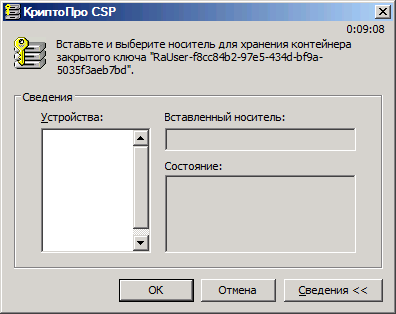 КриптоПро CSP
0:09:08
Вставьте и выберите носитель для хранения контейнера
закрытого ключа "RaUser-f8cc84b2-97e5-434d-bf9a-
5035f3aeb7bd".
Сведения
Устройства:
Вставленный носитель:
Состояние:
OK
Отмена
Сведения <<